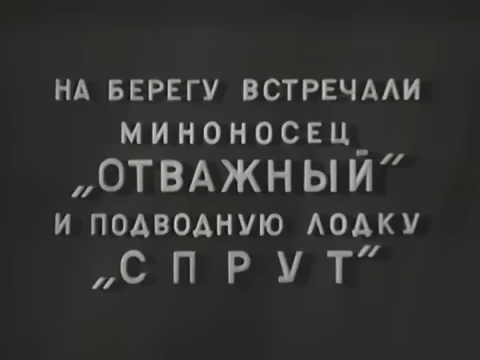 НА БЕРЕГУ ВСТРЕЧАЛИ
МИНОНОСЕЦ
„ОТВАЖНЫЙ“
И ПОДВОДНУЮ ЛОДКУ
„СПРУТ“